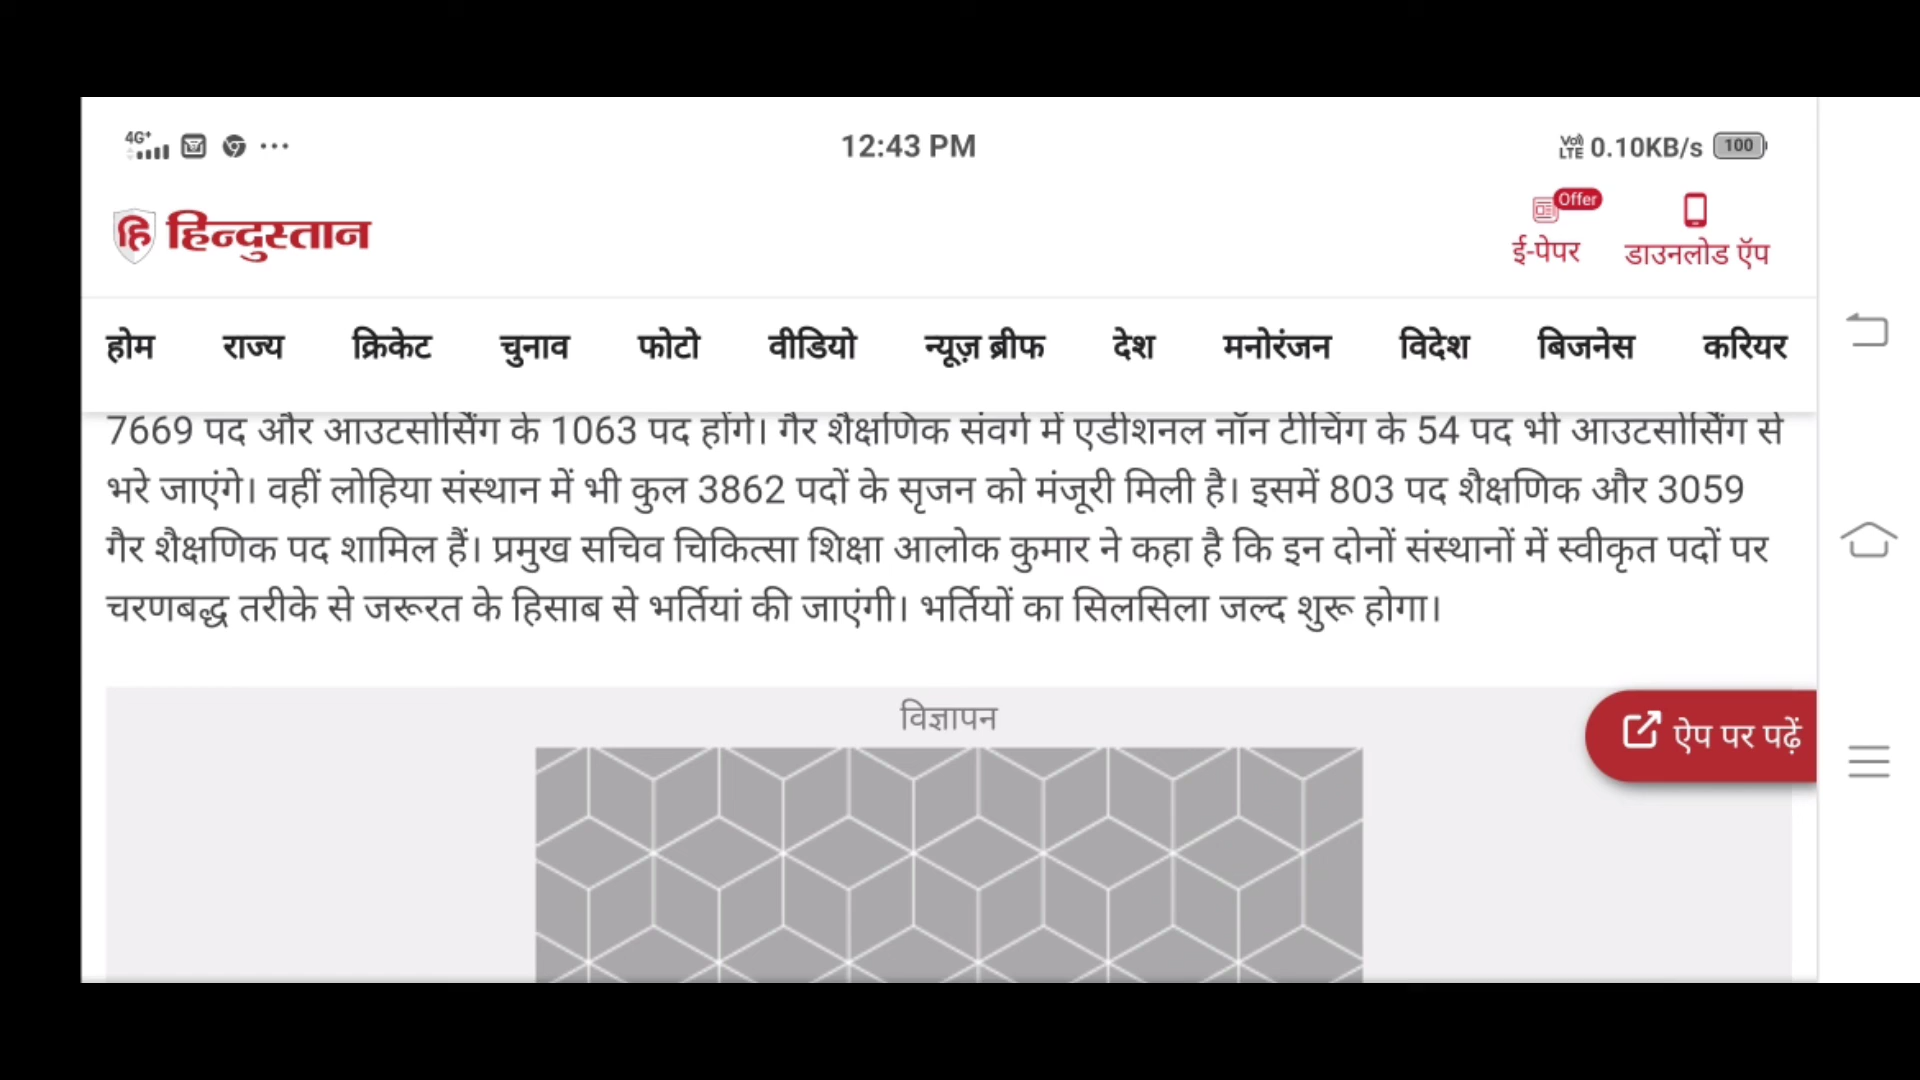 4G+
12:43 PM
Vo) LTE 0.10KB/s 100
हि हिन्दुस्तान
Offer
ई-पेपर
डाउनलोड ऍप
होम राज्य क्रिकेट चुनाव फोटो वीडियो न्यूज़ ब्रीफ देश मनोरंजन विदेश बिजनेस करियर
7669 पद और आउटसोर्सिंग के 1063 पद होंगे। गैर शैक्षणिक संवर्ग में एडीशनल नॉन टीचिंग के 54 पद भी आउटसोर्सिंग से
भरे जाएंगे। वहीं लोहिया संस्थान में भी कुल 3862 पदों के सृजन को मंजूरी मिली है। इसमें 803 पद शैक्षणिक और 3059
गैर शैक्षणिक पद शामिल हैं। प्रमुख सचिव चिकित्सा शिक्षा आलोक कुमार ने कहा है कि इन दोनों संस्थानों में स्वीकृत पदों पर
चरणबद्ध तरीके से जरूरत के हिसाब से भर्तियां की जाएंगी। भर्तियों का सिलसिला जल्द शुरू होगा।
विज्ञापन
ऐप पर पढ़ें